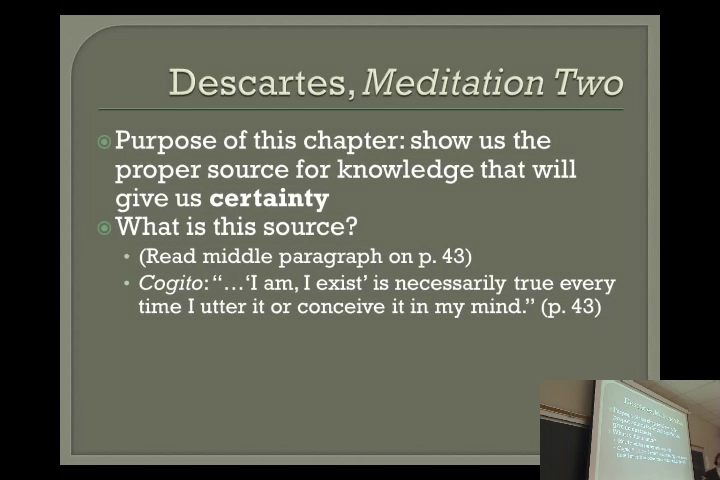 Descartes, Meditation Two
Purpose of this chapter: show us the
proper source for knowledge that will
give us certainty
What is this source?
(Read middle paragraph on p. 43)
Cogito: “…‘I am, I exist’ is necessarily true every
time I utter it or conceive it in my mind.” (p. 43)